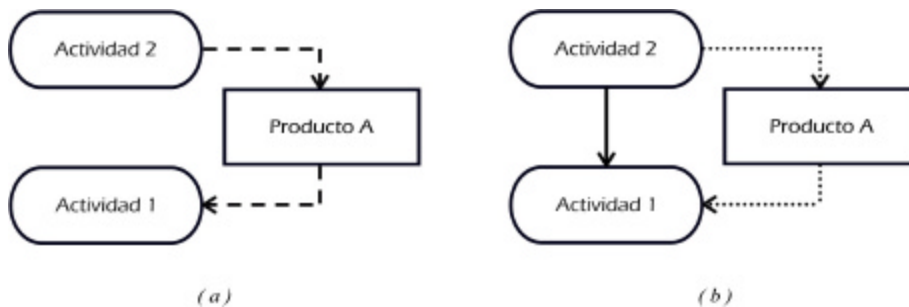 Actividad 2
Producto A
Actividad 1
(a)
Actividad 2
Producto A
Actividad 1
(b)